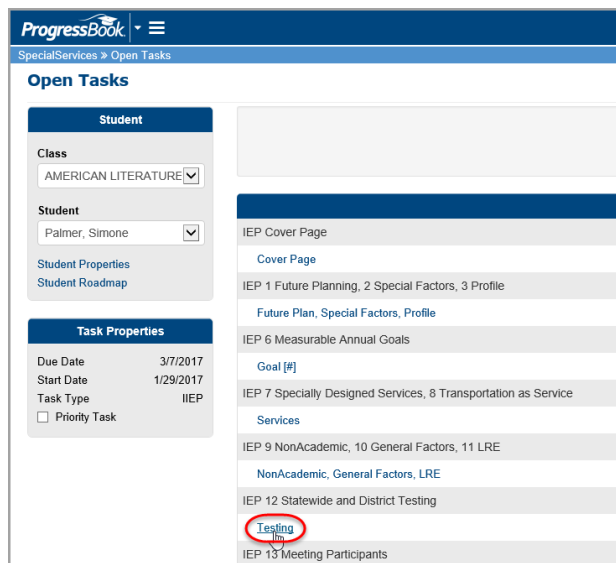 ProgressBook
SpecialServices » Open Tasks
Open Tasks
Student
Class
AMERICAN LITERATURE
Student
Palmer, Simone
Student Properties
Student Roadmap
Task Properties
Due Date 3/7/2017
Start Date 1/29/2017
Task Type IIEP
Priority Task
IEP Cover Page
Cover Page
IEP 1 Future Planning, 2 Special Factors, 3 Profile
Future Plan, Special Factors, Profile
IEP 6 Measurable Annual Goals
Goal [#]
IEP 7 Specially Designed Services, 8 Transportation as Service
Services
IEP 9 NonAcademic, 10 General Factors, 11 LRE
NonAcademic, General Factors, LRE
IEP 12 Statewide and District Testing
Testing
IEP 13 Meeting Participants